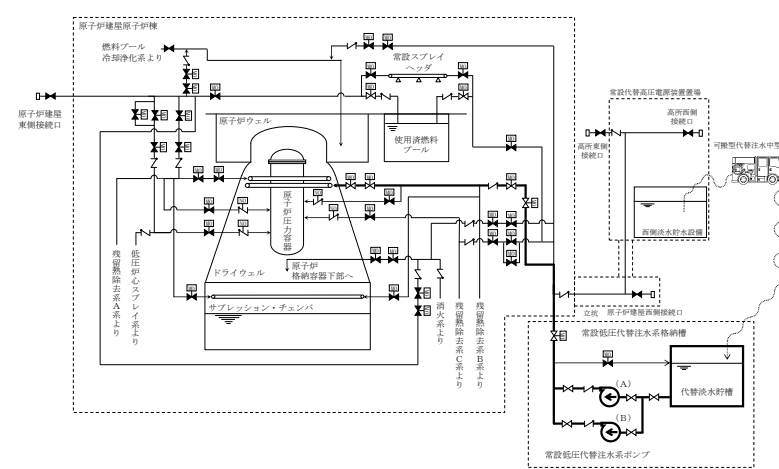 原子炉建屋原子炉棟
燃料プール
冷却浄化系より
常設スプレイ
ヘッダ
原子炉建屋
東側接続口
原子炉ウェル
使用済燃料
プール
原子炉圧力容器
ドライウェル
原子炉
格納容器下部へ
サプレッション・チェンバ
残留熱除去系A系より
低圧炉心スプレイ系より
消火系より
残留熱除去系C系より
残留熱除去系B系より
常設代替高圧電源装置置場
高所西側
接続口
高所東側
接続口
可搬型代替注水中型
西側淡水貯水設備
立坑
原子炉建屋西側接続口
常設低圧代替注水系格納槽
代替淡水貯槽
(A)
(B)
常設低圧代替注水系ポンプ